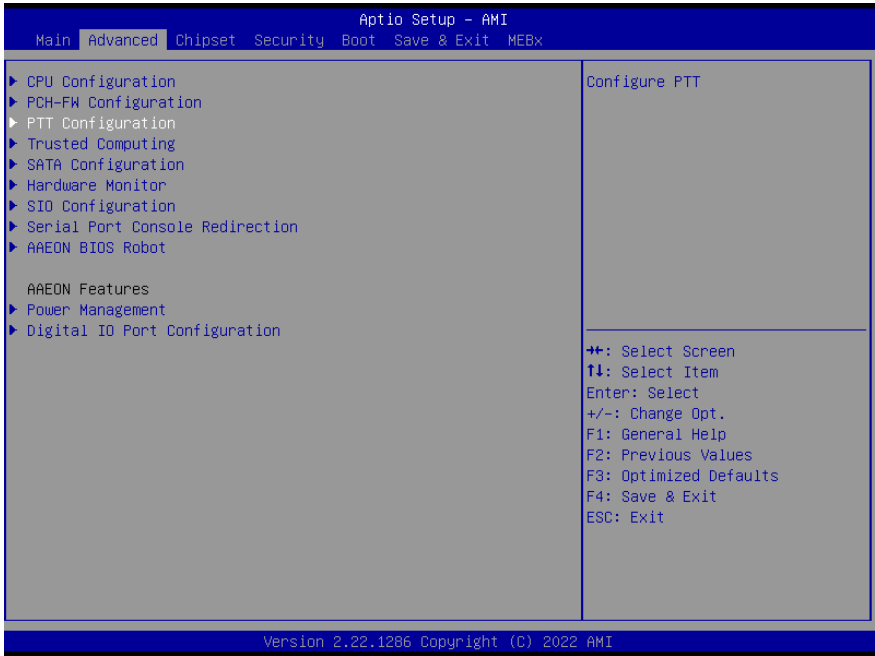 Aptio Setup – AMI
Main Advanced Chipset Security Boot Save & Exit MEBx
CPU Configuration
PCH-FW Configuration
PTT Configuration
Trusted Computing
SATA Configuration
Hardware Monitor
SIO Configuration
Serial Port Console Redirection
AAEON BIOS Robot
AAEON Features
Power Management
Digital IO Port Configuration
Configure PTT
→←: Select Screen
↑↓: Select Item
Enter: Select
+/-: Change Opt.
F1: General Help
F2: Previous Values
F3: Optimized Defaults
F4: Save & Exit
ESC: Exit
Version 2.22.1286 Copyright (C) 2022 AMI